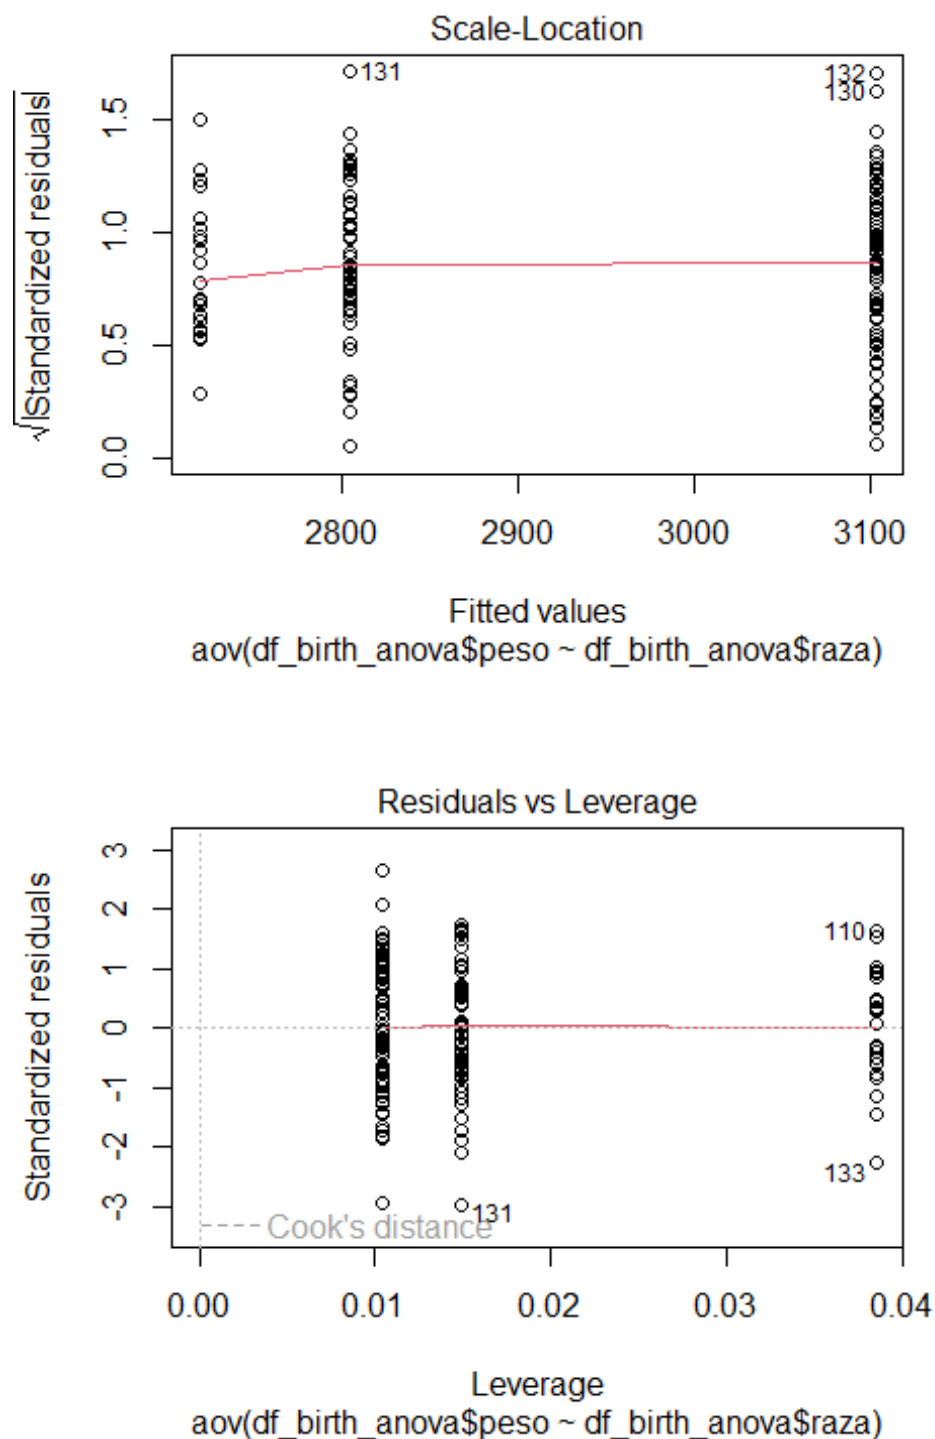 Scale-Location
√|Standardized residuals|
1.5
1.0
0.5
0.0
131
132
130
2800 2900 3000 3100
Fitted values
aov(df_birth_anova$peso ~ df_birth_anova$raza)
Residuals vs Leverage
Standardized residuals
3
2
1
0
-1
-2
-3
110
133
131
Cook's distance
0.00 0.01 0.02 0.03 0.04
Leverage
aov(df_birth_anova$peso ~ df_birth_anova$raza)